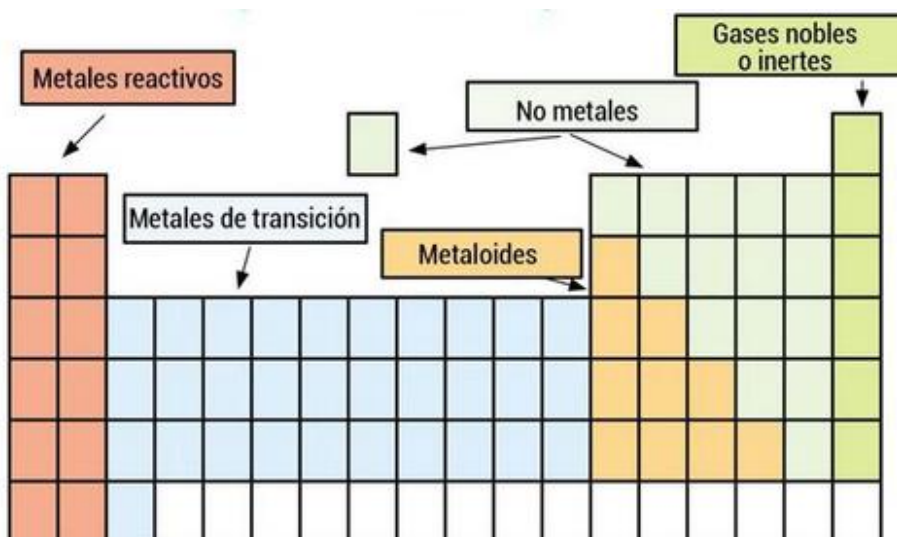 Gases nobles
o inertes
Metales reactivos
No metales
Metales de transición
Metaloides